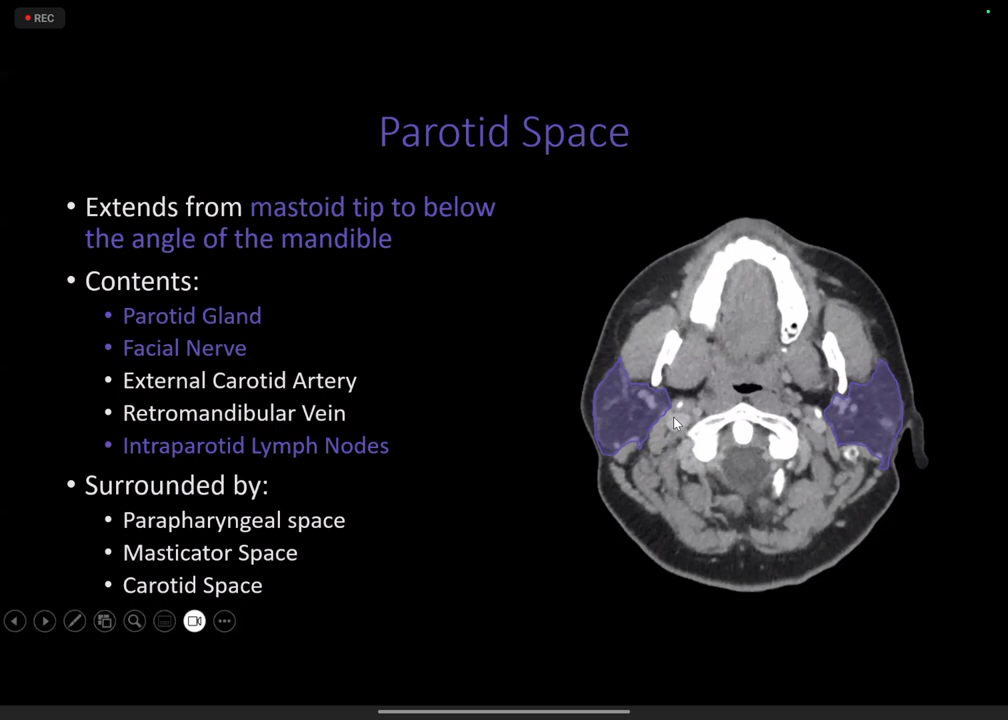 REC
Parotid Space
• Extends from mastoid tip to below
the angle of the mandible
• Contents:
• Parotid Gland
• Facial Nerve
• External Carotid Artery
• Retromandibular Vein
• Intraparotid Lymph Nodes
• Surrounded by:
• Parapharyngeal space
• Masticator Space
• Carotid Space